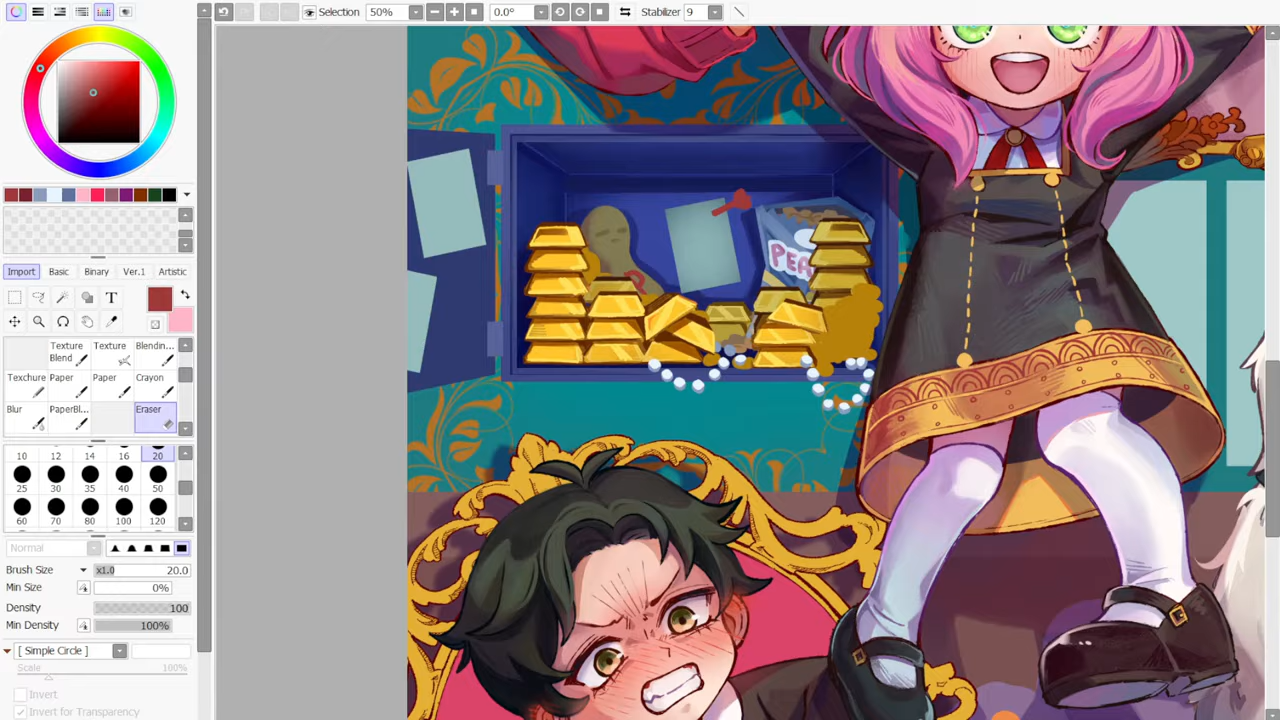 Selection 50% 0.0° Stabilizer 9
Import Basic Binary Ver.1 Artistic
T
Texture Blend Texture Blendin...
Texchure Paper Paper Crayon
Blur PaperBl... Eraser
10 12 14 16 20
25 30 35 40 50
60 70 80 100 120
Normal
Brush Size x1.0 20.0
Min Size 0%
Density 100
Min Density 100%
[ Simple Circle ]
Scale 100%
Invert
Invert for Transparency
PEA